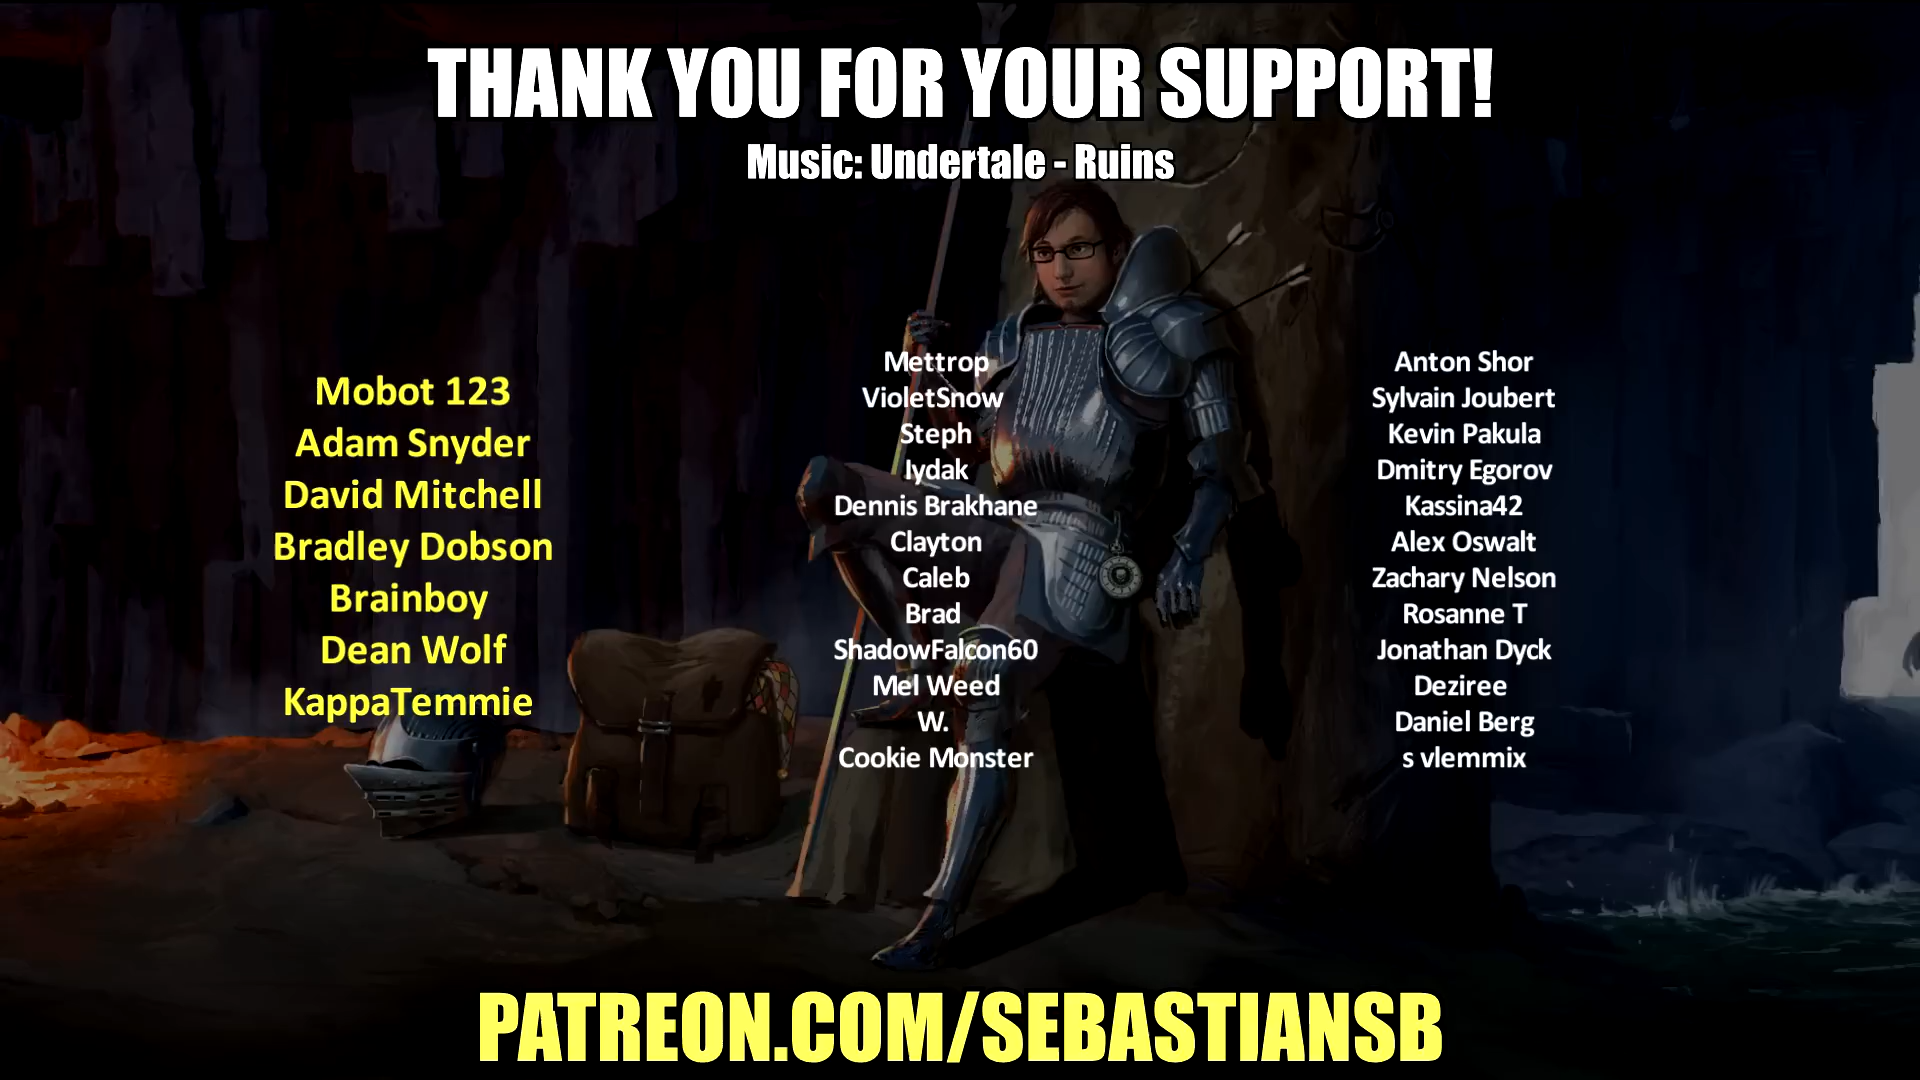 THANK YOU FOR YOUR SUPPORT!
Music: Undertale - Ruins
Mobot 123
Adam Snyder
David Mitchell
Bradley Dobson
Brainboy
Dean Wolf
KappaTemmie
Mettrop
VioletSnow
Steph
lydak
Dennis Brakhane
Clayton
Caleb
Brad
ShadowFalcon60
Mel Weed
W.
Cookie Monster
Anton Shor
Sylvain Joubert
Kevin Pakula
Dmitry Egorov
Kassina42
Alex Oswalt
Zachary Nelson
Rosanne T
Jonathan Dyck
Deziree
Daniel Berg
s vlemmix
PATREON.COM/SEBASTIANSB